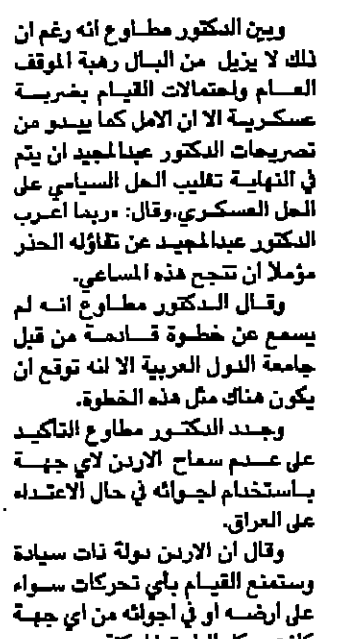 وبين الدكتور مطاوع انه رغم ان
ذلك لا يزيل من البال رهبة الموقف
العام واحتمالات القيام بضربة
عسكرية الا ان الامل كما يبدو من
تصريحات الدكتور عبدالمجيد ان يتم
في النهاية تغليب الحل السياسي على
الحل العسكري.وقال: «ربما اعرب
الدكتور عبدالمجيد عن تفاؤله الحذر
مؤملا ان تنجح هذه المساعي.
وقال الدكتور مطاوع انه لم
يسمع عن خطوة قادمة من قبل
جامعة الدول العربية الا انه توقع ان
يكون هناك مثل هذه الخطوة.
وجدد الدكتور مطاوع التأكيد
على عدم سماح الاردن لاي جهة
باستخدام اجوائه في حال الاعتداء
على العراق.
وقال ان الاردن دولة ذات سيادة
وستمنع القيام بأي تحركات سواء
على ارضه او في اجوائه من اي جهة